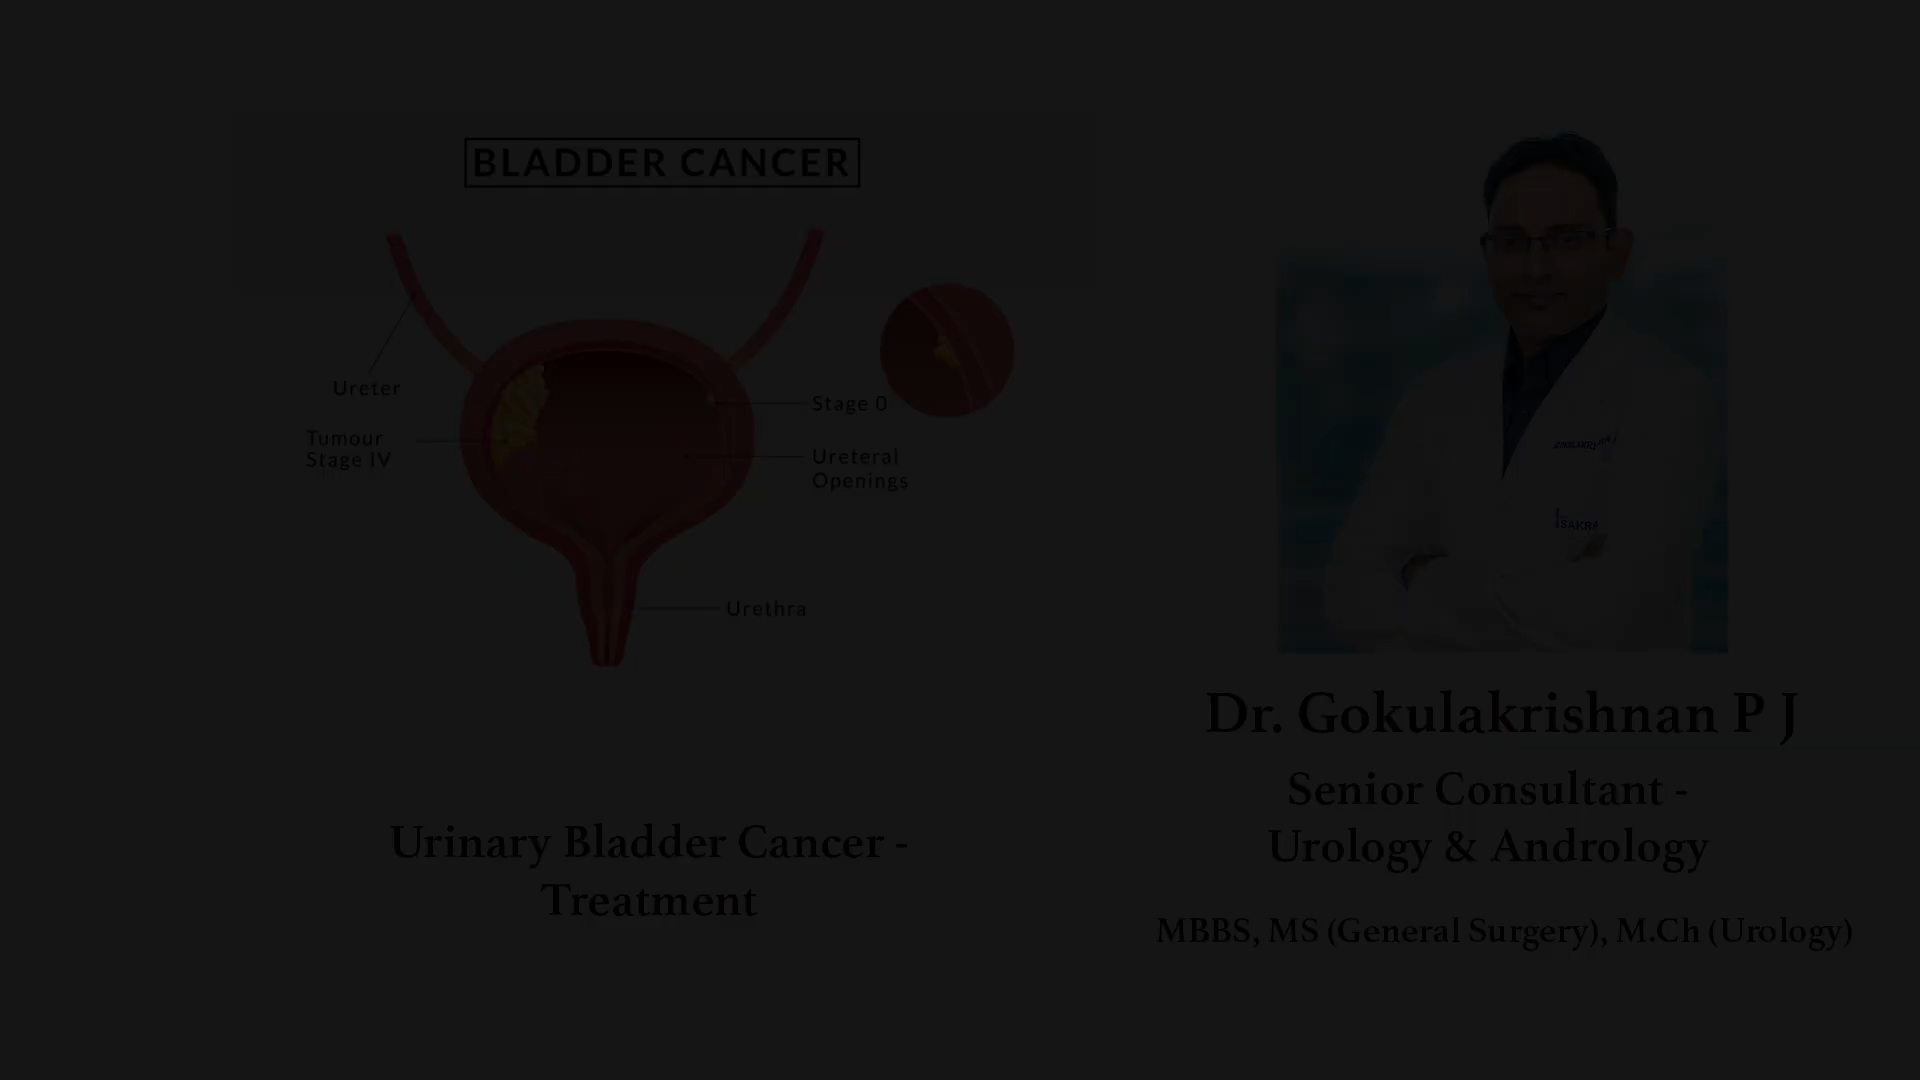 BLADDER CANCER
Ureter
Tumour
Stage IV
Stage 0
Ureteral
Openings
Urethra
Urinary Bladder Cancer -
Treatment
SAKRA
Dr. Gokulakrishnan P J
Senior Consultant -
Urology & Andrology
MBBS, MS (General Surgery), M.Ch (Urology)